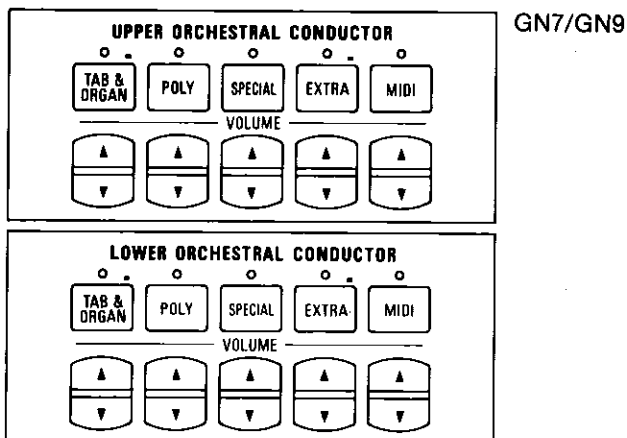 GN7/GN9
UPPER ORCHESTRAL CONDUCTOR
TAB & ORGAN POLY SPECIAL EXTRA MIDI
VOLUME
LOWER ORCHESTRAL CONDUCTOR
TAB & ORGAN POLY SPECIAL EXTRA MIDI
VOLUME